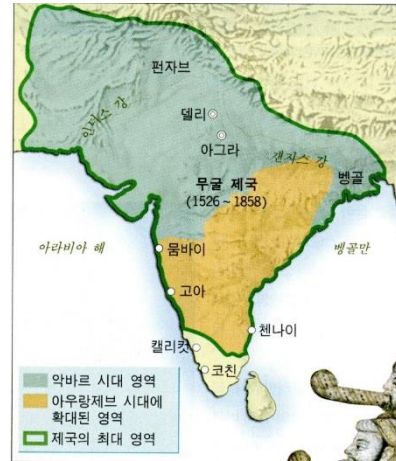 펀자브
델리
인더스 강
아그라
갠지스 강
벵골
무굴 제국
(1526 ~ 1858)
아라비아 해
벵골만
뭄바이
고아
첸나이
캘리컷
코친
악바르 시대 영역
아우랑제브 시대에
확대된 영역
제국의 최대 영역